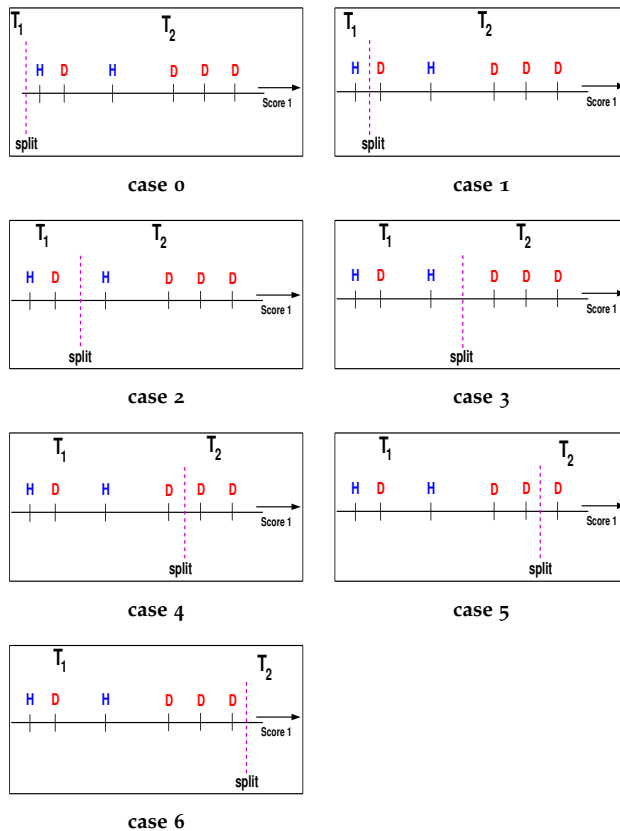 T1 T2
H D H D D D
Score 1
split
case 0
T1 T2
H D H D D D
Score 1
split
case 1
T1 T2
H D H D D D
Score 1
split
case 2
T1 T2
H D H D D D
Score 1
split
case 3
T1 T2
H D H D D D
Score 1
split
case 4
T1 T2
H D H D D D
Score 1
split
case 5
T1 T2
H D H D D D
Score 1
split
case 6